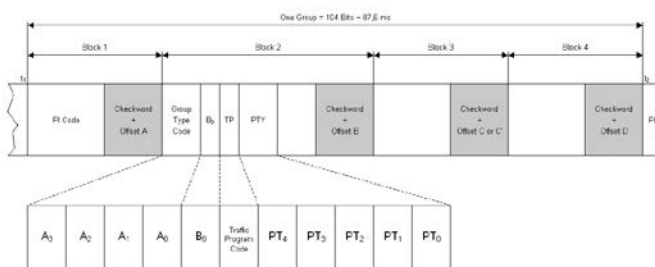 One Group = 104 Bits ~ 87,6 ms
Block 1 Block 2 Block 3 Block 4
t₁ t₂
PI Code
Checkword + Offset A
Group Type Code
B₀
TP
PTY
Checkword + Offset B
Checkword + Offset C or C'
Checkword + Offset D
PI
A₃ A₂ A₁ A₀ B₀ Traffic Program Code PT₄ PT₃ PT₂ PT₁ PT₀